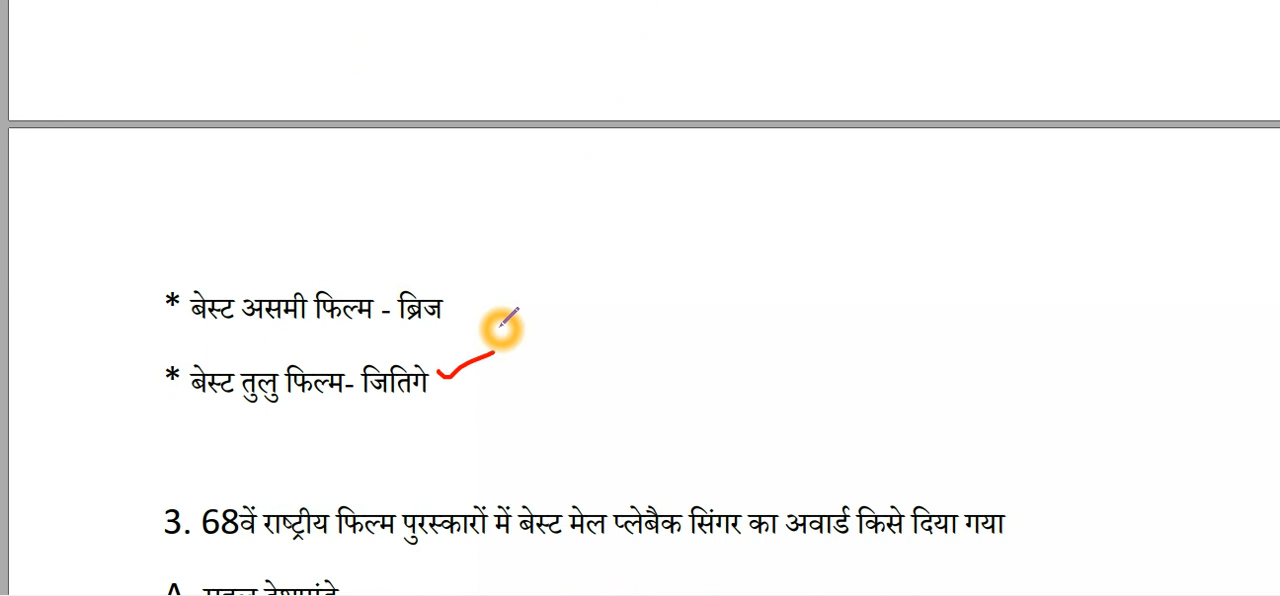 * बेस्ट असमी फिल्म - ब्रिज
* बेस्ट तुलु फिल्म- जितिगे
3. 68वें राष्ट्रीय फिल्म पुरस्कारों में बेस्ट मेल प्लेबैक सिंगर का अवार्ड किसे दिया गया
A